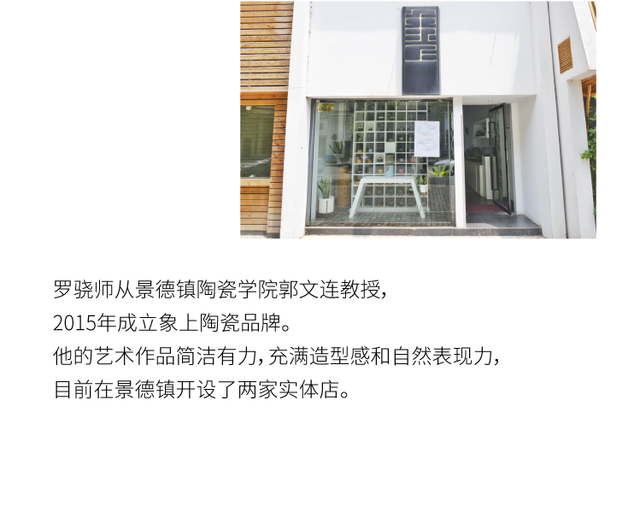 罗骁师从景德镇陶瓷学院郭文连教授，
2015年成立象上陶瓷品牌。
他的艺术作品简洁有力，充满造型感和自然表现力，
目前在景德镇开设了两家实体店。